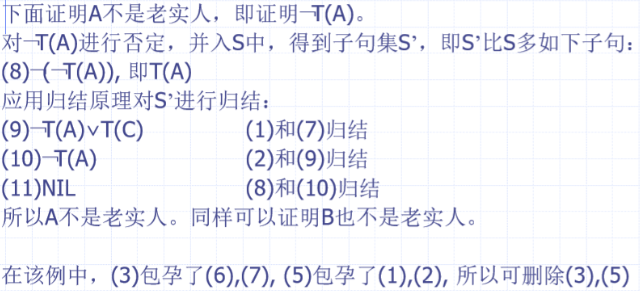 下面证明A不是老实人，即证明¬T(A)。
对¬T(A)进行否定，并入S中，得到子句集S’，即S’比S多如下子句：
(8)¬(¬T(A)), 即T(A)
应用归结原理对S’进行归结：
(9)¬T(A)∨T(C) (1)和(7)归结
(10)¬T(A) (2)和(9)归结
(11)NIL (8)和(10)归结
所以A不是老实人。同样可以证明B也不是老实人。
在该例中，(3)包孕了(6),(7), (5)包孕了(1),(2), 所以可删除(3),(5)